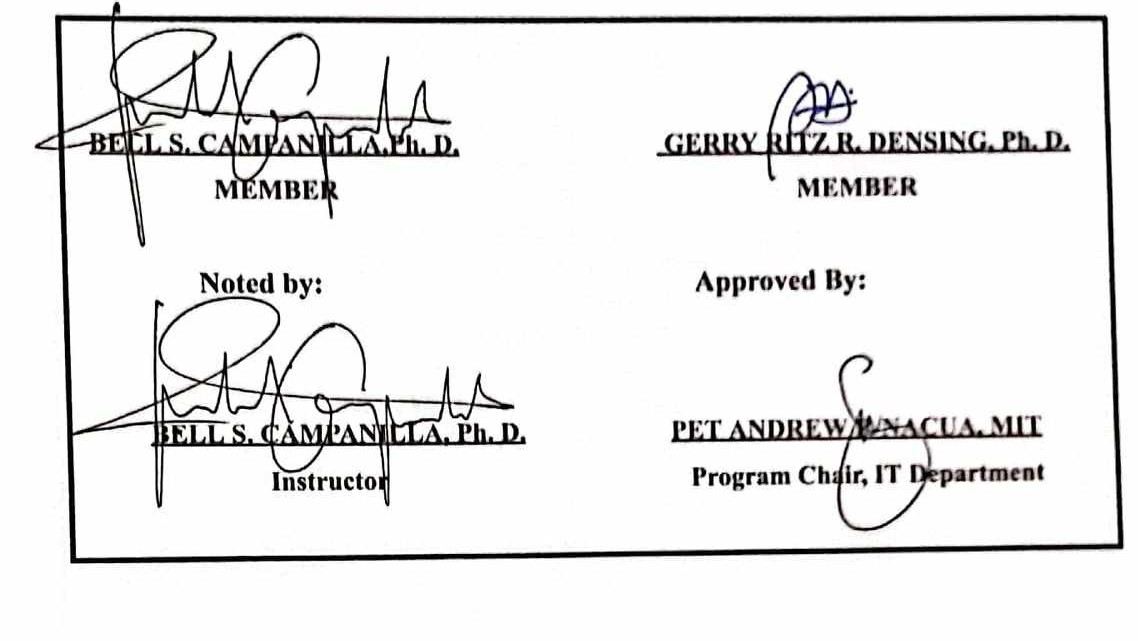 BELL S. CAMPANILLA,Ph. D.
GERRY RITZ R. DENSING, Ph. D.
MEMBER
MEMBER
Noted by:
Approved By:
BELL S. CAMPANILLA, Ph. D.
PET ANDREW NACUA, MIT
Instructor
Program Chair, IT Department